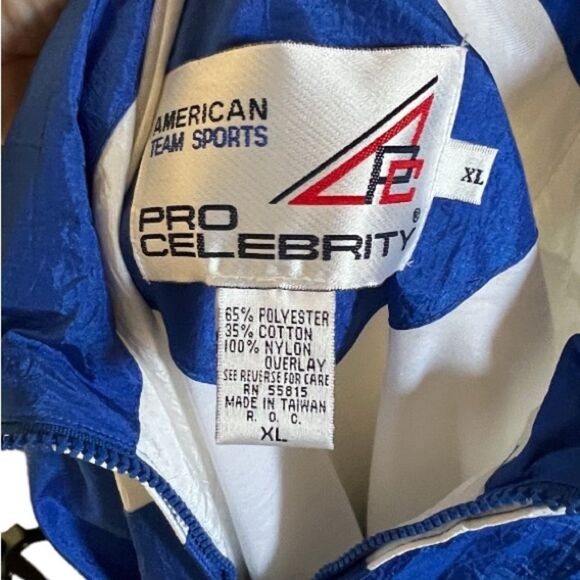 AMERICAN
TEAM SPORTS
PC
PRO
CELEBRITY®
XL
65% POLYESTER
35% COTTON
100% NYLON
OVERLAY
SEE REVERSE FOR CARE
RN 55815
MADE IN TAIWAN
R. O. C.
XL